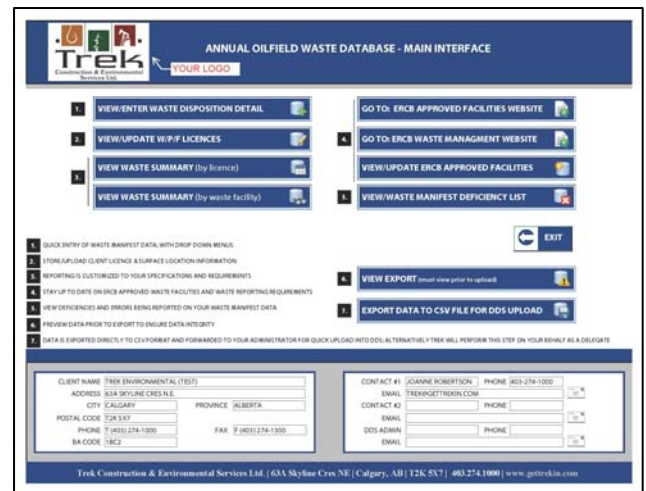 Trek
Construction & Environmental
Services Ltd.
YOUR LOGO
ANNUAL OILFIELD WASTE DATABASE - MAIN INTERFACE
1. VIEW/ENTER WASTE DISPOSITION DETAIL
2. VIEW/UPDATE W/P/F LICENCES
3. VIEW WASTE SUMMARY (by licence)
VIEW WASTE SUMMARY (by waste facility)
GO TO: ERCB APPROVED FACILITIES WEBSITE
4. GO TO: ERCB WASTE MANAGMENT WEBSITE
VIEW/UPDATE ERCB APPROVED FACILITIES
5. VIEW/WASTE MANIFEST DEFICIENCY LIST
EXIT
1. QUICK ENTRY OF WASTE MANIFEST DATA; WITH DROP DOWN MENUS
2. STORE/UPLOAD CLIENT LICENCE & SURFACE LOCATION INFORMATION
3. REPORTING IS CUSTOMIZED TO YOUR SPECIFICATIONS AND REQUIREMENTS
4. STAY UP TO DATE ON ERCB APPROVED WASTE FACILITIES AND WASTE REPORTING REQUIREMENTS
5. VIEW DEFICIENCIES AND ERRORS BEING REPORTED ON YOUR WASTE MANIFEST DATA
6. PREVIEW DATA PRIOR TO EXPORT TO ENSURE DATA INTEGRITY
7. DATA IS EXPORTED DIRECTLY TO CSV FORMAT AND FORWARDED TO YOUR ADMINISTRATOR FOR QUICK UPLOAD INTO DDS; ALTERNATIVELY TREK WILL PERFORM THIS STEP ON YOUR BEHALF AS A DELEGATE
6. VIEW EXPORT (must view prior to upload)
7. EXPORT DATA TO CSV FILE FOR DDS UPLOAD
CLIENT NAME TREK ENVIRONMENTAL (TEST)
ADDRESS 63A SKYLINE CRES N.E.
CITY CALGARY PROVINCE ALBERTA
POSTAL CODE T2K 5X7
PHONE T (403) 274-1000 FAX F (403) 274-1300
BA CODE 1BC2
CONTACT #1 JOANNE ROBERTSON PHONE 403-274-1000
EMAIL TREK@GETTREKIN.COM
CONTACT #2 PHONE
EMAIL
DDS ADMIN PHONE
EMAIL
Trek Construction & Environmental Services Ltd. | 63A Skyline Cres NE | Calgary, AB | T2K 5X7 | 403.274.1000 | www.gettrekin.com